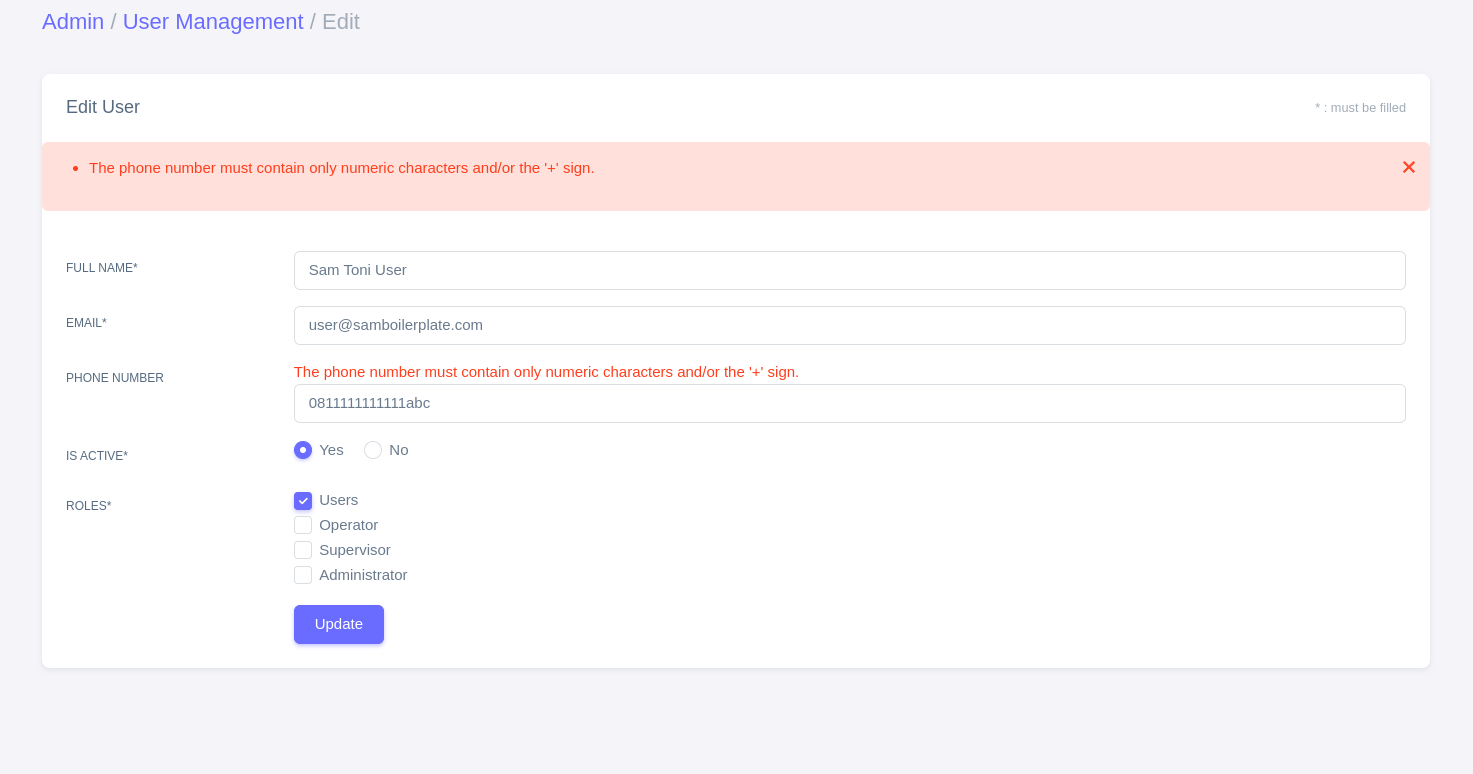 Admin / User Management / Edit
Edit User
* : must be filled
The phone number must contain only numeric characters and/or the '+' sign.
FULL NAME*
Sam Toni User
EMAIL*
user@samboilerplate.com
PHONE NUMBER
The phone number must contain only numeric characters and/or the '+' sign.
0811111111111abc
IS ACTIVE*
Yes No
ROLES*
Users
Operator
Supervisor
Administrator
Update